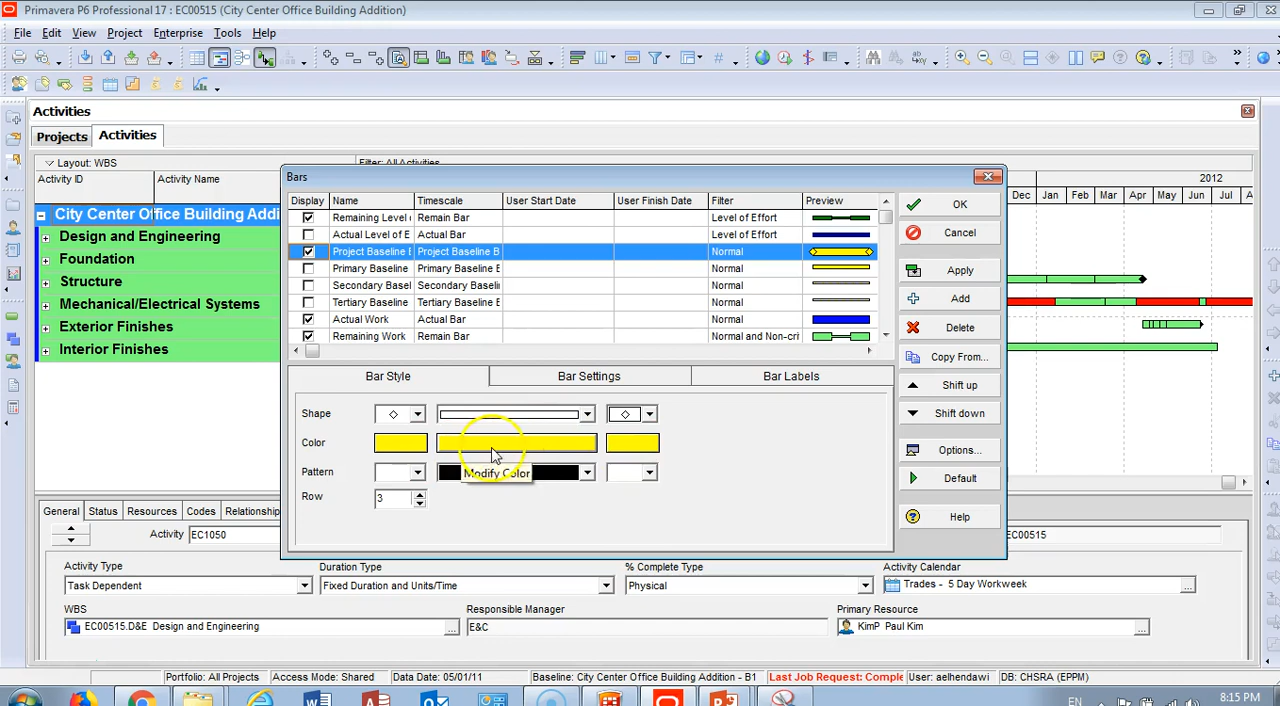 Primavera P6 Professional 17 : EC00515 (City Center Office Building Addition)
File Edit View Project Enterprise Tools Help
Activities
Projects Activities
Layout: WBS Filter: All Activities
Activity ID Activity Name
2012
Dec Jan Feb Mar Apr May Jun Jul A
City Center Office Building Addi
Design and Engineering
Foundation
Structure
Mechanical/Electrical Systems
Exterior Finishes
Interior Finishes
Bars
Display Name Timescale User Start Date User Finish Date Filter Preview
Remaining Level Remain Bar Level of Effort
Actual Level of E Actual Bar Level of Effort
Project Baseline B Project Baseline B Normal
Primary Baseline Primary Baseline E Normal
Secondary Basel Secondary Baseli Normal
Tertiary Baseline Tertiary Baseline E Normal
Actual Work Actual Bar Normal
Remaining Work Remain Bar Normal and Non-cri
OK
Cancel
Apply
Add
Delete
Copy From...
Shift up
Shift down
Options...
Default
Help
Bar Style Bar Settings Bar Labels
Shape
Color
Pattern
Modify Color
Row 3
General Status Resources Codes Relationship
Activity EC1050 EC00515
Activity Type Duration Type % Complete Type Activity Calendar
Task Dependent Fixed Duration and Units/Time Physical Trades - 5 Day Workweek
WBS Responsible Manager Primary Resource
EC00515.D&E Design and Engineering E&C KimP Paul Kim
Portfolio: All Projects Access Mode: Shared Data Date: 05/01/11 Baseline: City Center Office Building Addition - B1 Last Job Request: Comple User: aelhendawi DB: CHSRA (EPPM)
EN 8:15 PM